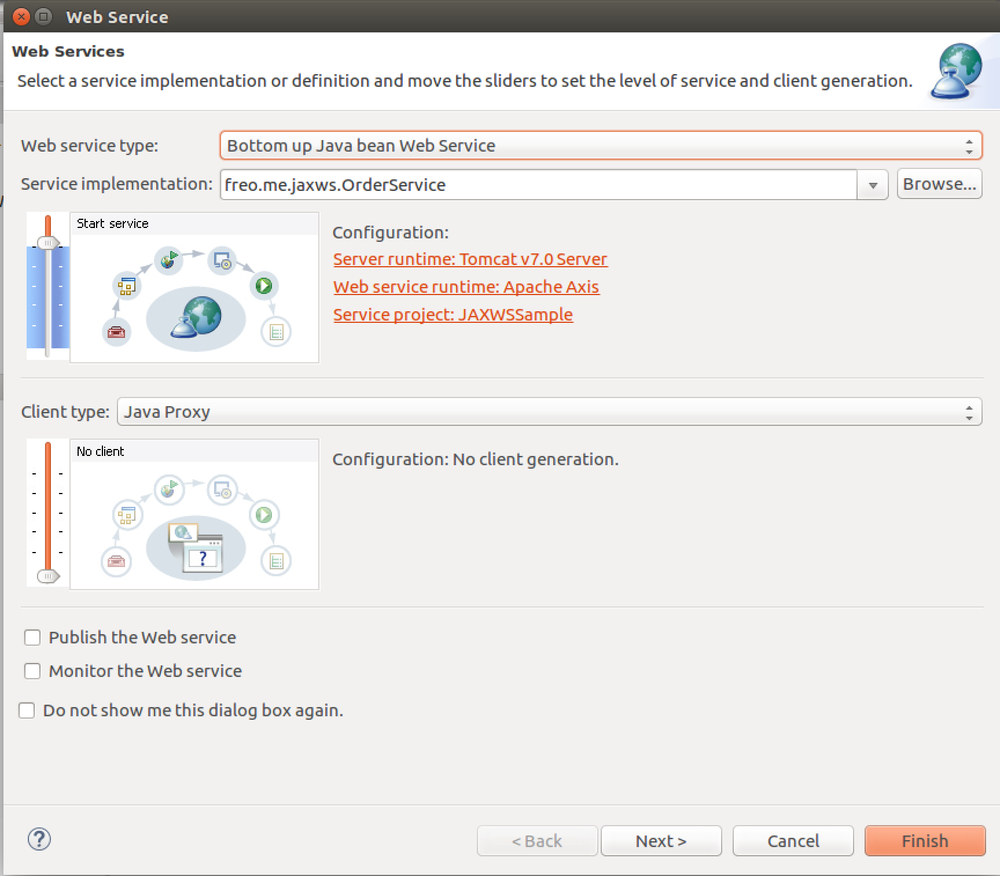 Web Service
Web Services
Select a service implementation or definition and move the sliders to set the level of service and client generation.
Web service type: Bottom up Java bean Web Service
Service implementation: freo.me.jaxws.OrderService Browse...
Start service
Configuration:
Server runtime: Tomcat v7.0 Server
Web service runtime: Apache Axis
Service project: JAXWSSample
Client type: Java Proxy
No client
Configuration: No client generation.
Publish the Web service
Monitor the Web service
Do not show me this dialog box again.
? < Back Next > Cancel Finish